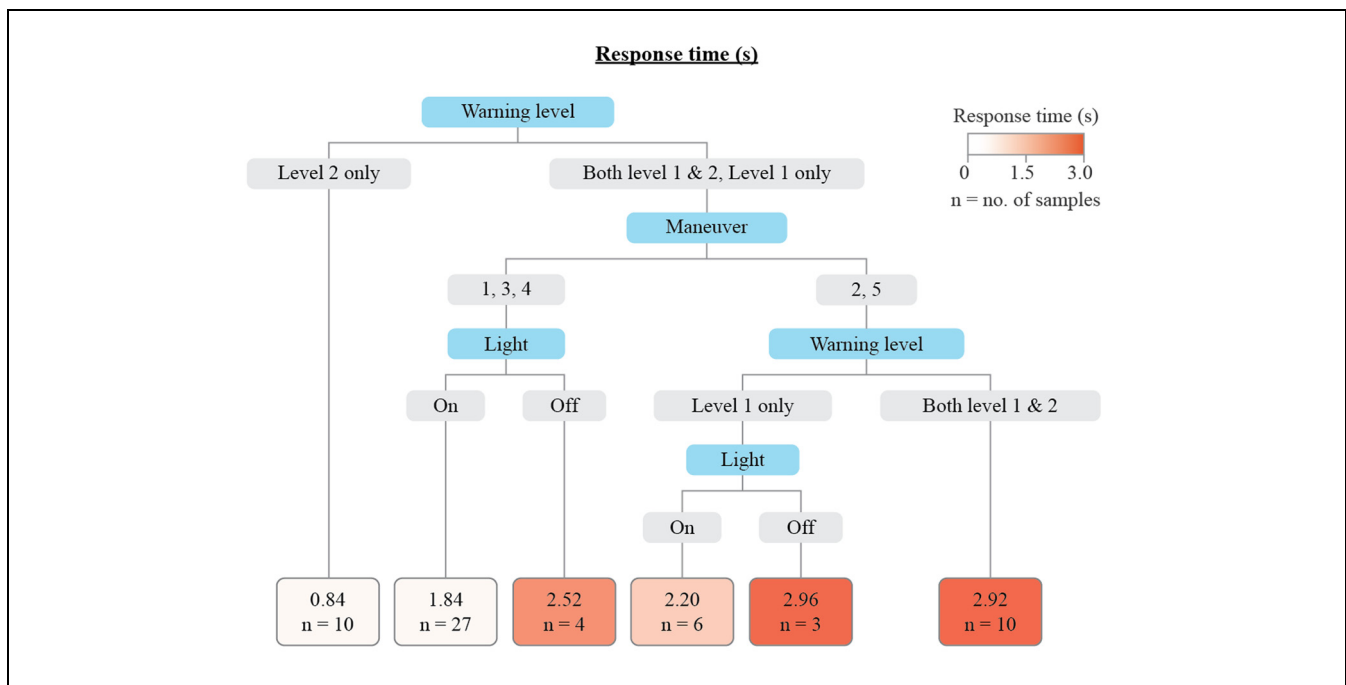 Response time (s)
Warning level
Response time (s)
0 1.5 3.0
n = no. of samples
Level 2 only
Both level 1 & 2, Level 1 only
Maneuver
1, 3, 4
2, 5
Light
Warning level
On
Off
Level 1 only
Both level 1 & 2
Light
On
Off
0.84
n = 10
1.84
n = 27
2.52
n = 4
2.20
n = 6
2.96
n = 3
2.92
n = 10